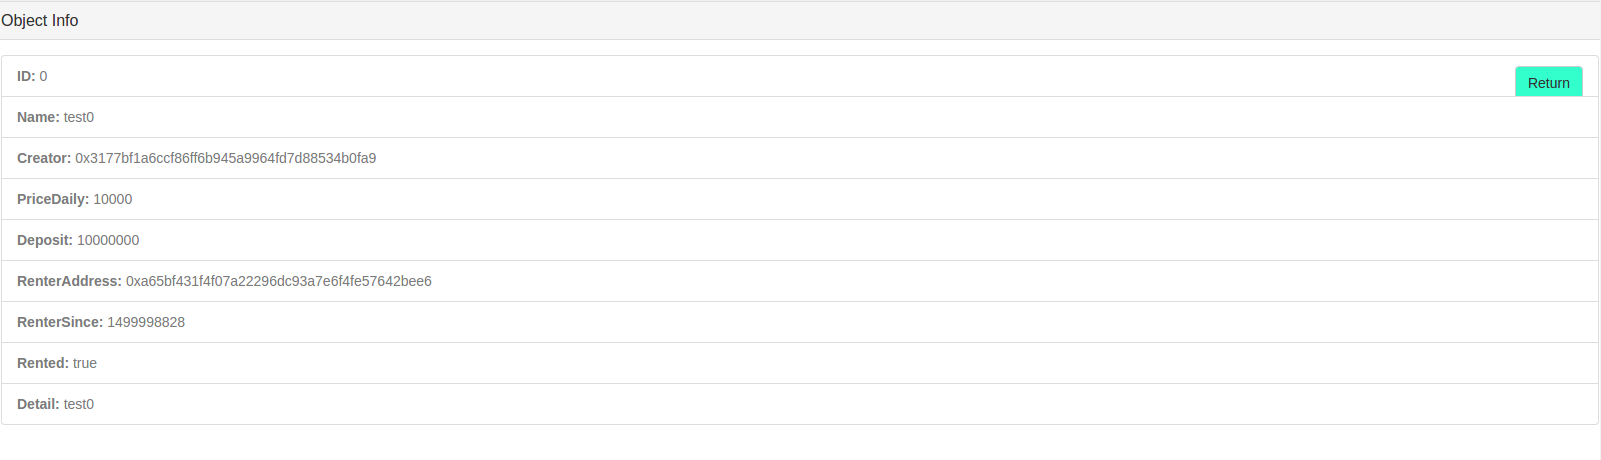 Object Info
ID: 0
Return
Name: test0
Creator: 0x3177bf1a6ccf86ff6b945a9964fd7d88534b0fa9
PriceDaily: 10000
Deposit: 10000000
RenterAddress: 0xa65bf431f4f07a22296dc93a7e6f4fe57642bee6
RenterSince: 1499998828
Rented: true
Detail: test0